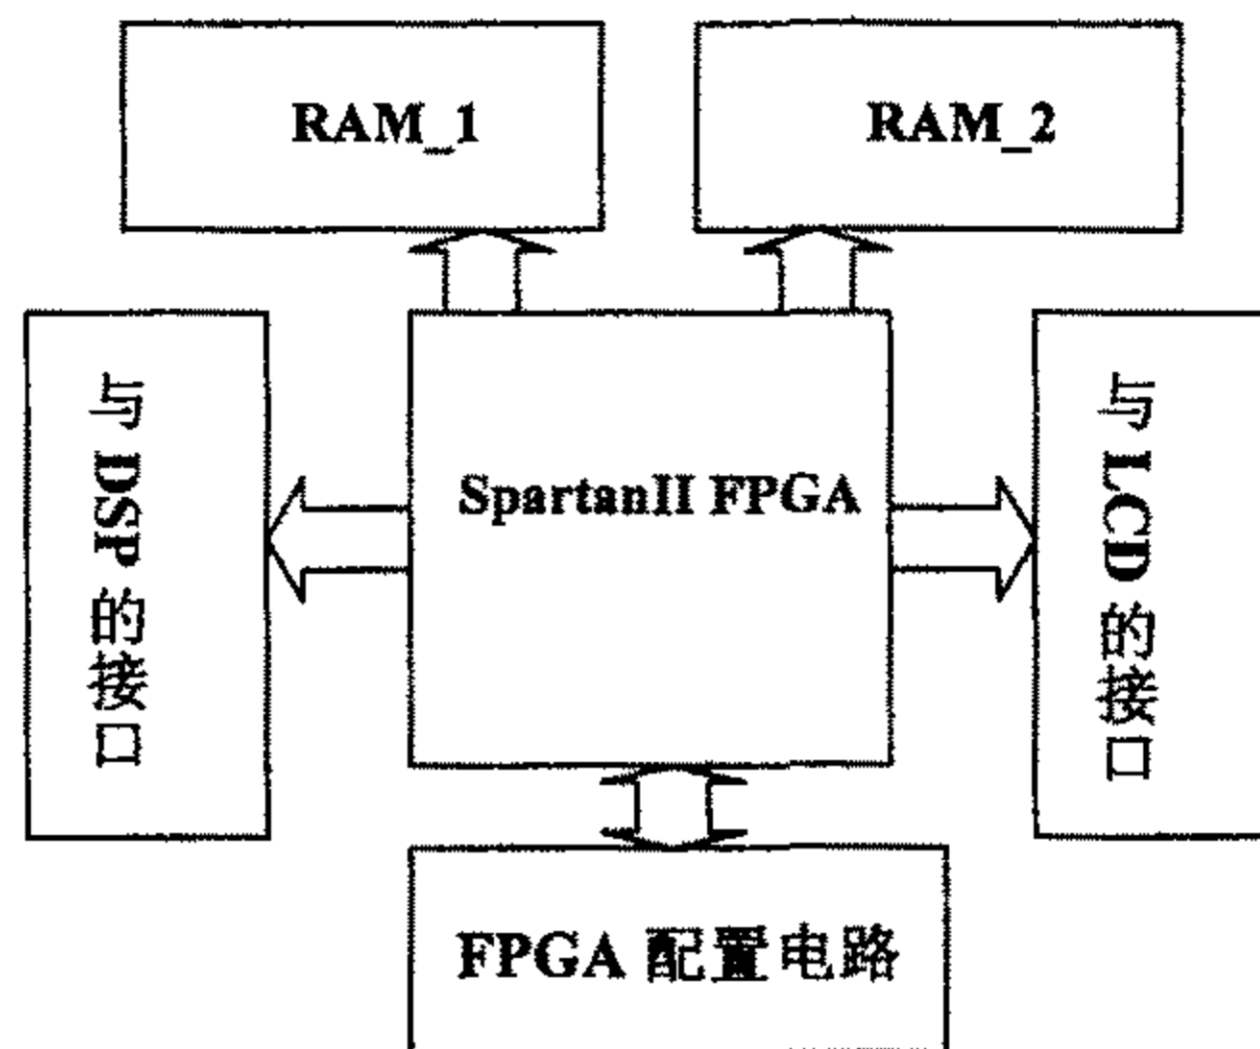 RAM_1
RAM_2
与 DSP 的接口
SpartanII FPGA
与 LCD 的接口
FPGA 配置电路